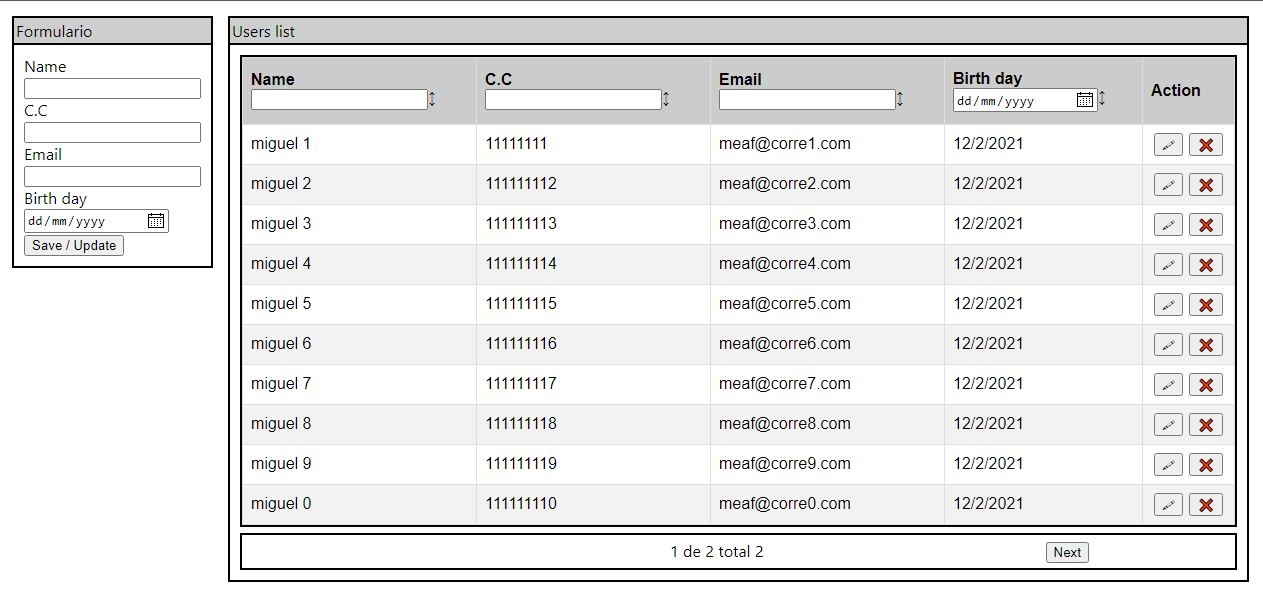 Formulario
Name
C.C
Email
Birth day
dd/mm/yyyy
Save / Update
Users list
Name C.C Email Birth day Action
dd/mm/yyyy
miguel 1 11111111 meaf@corre1.com 12/2/2021
miguel 2 111111112 meaf@corre2.com 12/2/2021
miguel 3 111111113 meaf@corre3.com 12/2/2021
miguel 4 111111114 meaf@corre4.com 12/2/2021
miguel 5 111111115 meaf@corre5.com 12/2/2021
miguel 6 111111116 meaf@corre6.com 12/2/2021
miguel 7 111111117 meaf@corre7.com 12/2/2021
miguel 8 111111118 meaf@corre8.com 12/2/2021
miguel 9 111111119 meaf@corre9.com 12/2/2021
miguel 0 111111110 meaf@corre0.com 12/2/2021
1 de 2 total 2 Next